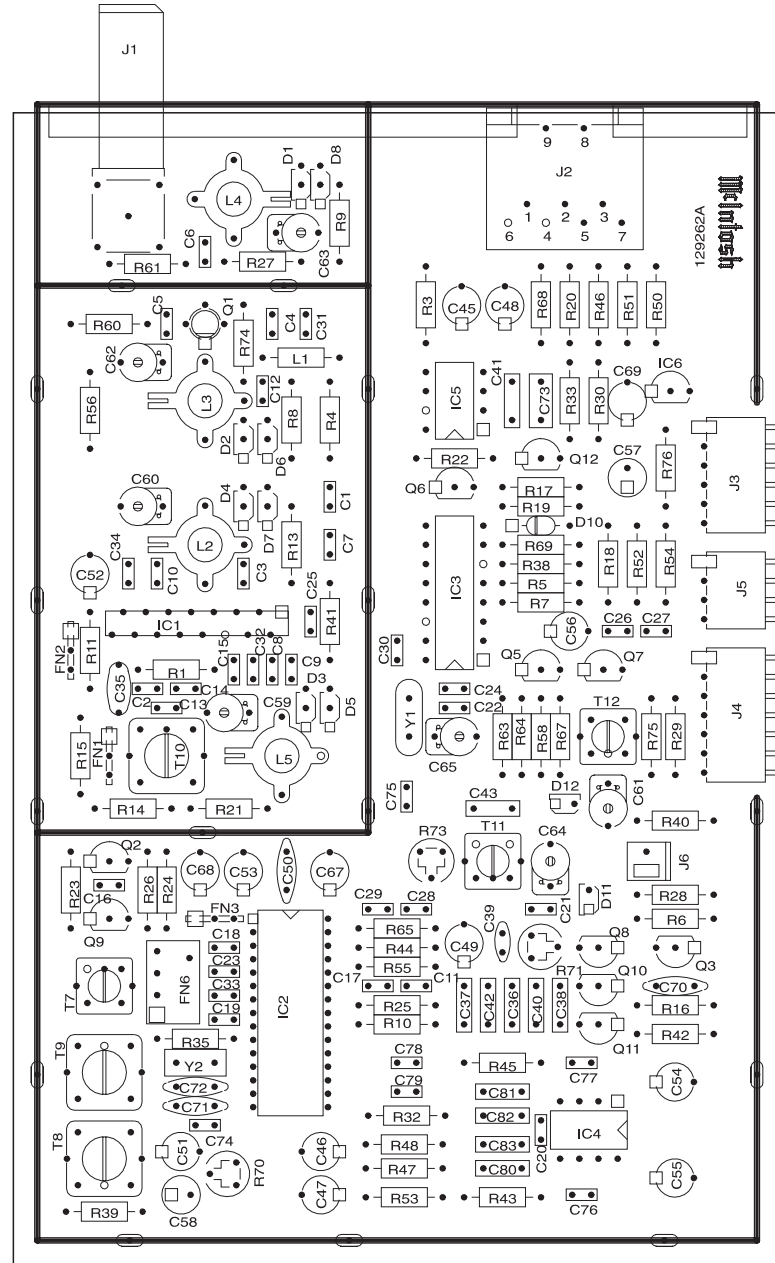 J1
D1
D8
L4
C6
R9
R61
R27
C63
J2
9
8
1
2
3
6
4
5
7
McIntosh
129262A
R60
C5
Q1
R74
C4
C31
C62
L1
R56
L3
C12
R8
R4
D2
D6
C60
D4
D7
C1
L2
R13
C7
C34
C10
C3
C52
IC1
C25
R41
FN2
R11
C15
C32
C8
C9
R1
C35
C2
C14
C13
C59
D3
D5
R15
FN1
T10
L5
R14
R21
R3
C45
C48
R68
R20
R46
R51
R50
IC5
C41
C73
R33
R30
C69
IC6
R22
Q12
C57
R76
J3
Q6
R17
R19
D10
IC3
R69
R38
R5
R7
R18
R52
R54
J5
C56
C26
C27
C30
Q5
Q7
Y1
C24
C22
C65
R63
R64
R58
R67
T12
R75
R29
J4
C75
C43
D12
C61
R40
R73
T11
C64
J6
Q2
R23
C16
R26
R24
C68
C53
C50
C67
Q9
FN3
C29
C28
C39
C21
D11
R28
R6
C18
C23
C33
C19
FN6
T7
IC2
R65
R44
R55
C49
R71
Q8
Q3
C17
C11
R25
R10
C37
C42
C36
C40
C38
Q10
Q11
C70
R16
R42
T9
R35
Y2
C72
C71
C78
C79
R45
C77
C54
C81
C82
C83
C80
C20
IC4
R32
T8
C74
C51
R70
C46
R48
R47
C47
R53
R43
C76
C55
C58
R39